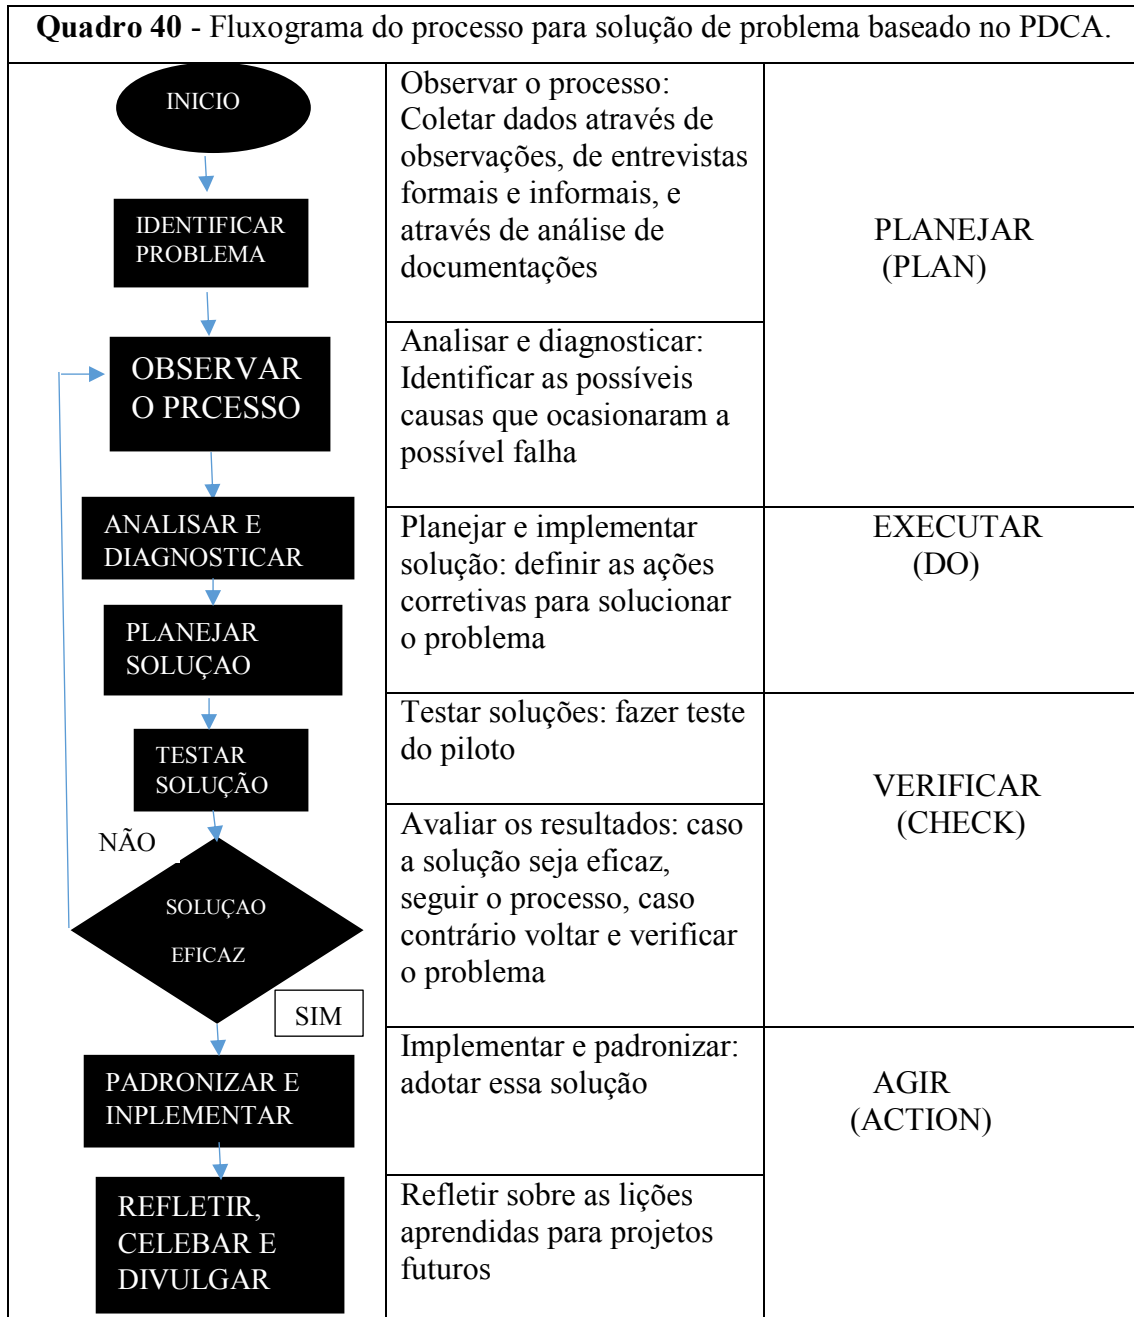 Quadro 40 - Fluxograma do processo para solução de problema baseado no PDCA.
INICIO
IDENTIFICAR
PROBLEMA
OBSERVAR
O PRCESSO
ANALISAR E
DIAGNOSTICAR
PLANEJAR
SOLUÇAO
TESTAR
SOLUÇÃO
NÃO
SOLUÇAO
EFICAZ
SIM
PADRONIZAR E
INPLEMENTAR
REFLETIR,
CELEBAR E
DIVULGAR
Observar o processo:
Coletar dados através de
observações, de entrevistas
formais e informais, e
através de análise de
documentações
Analisar e diagnosticar:
Identificar as possíveis
causas que ocasionaram a
possível falha
Planejar e implementar
solução: definir as ações
corretivas para solucionar
o problema
Testar soluções: fazer teste
do piloto
Avaliar os resultados: caso
a solução seja eficaz,
seguir o processo, caso
contrário voltar e verificar
o problema
Implementar e padronizar:
adotar essa solução
Refletir sobre as lições
aprendidas para projetos
futuros
PLANEJAR
(PLAN)
EXECUTAR
(DO)
VERIFICAR
(CHECK)
AGIR
(ACTION)